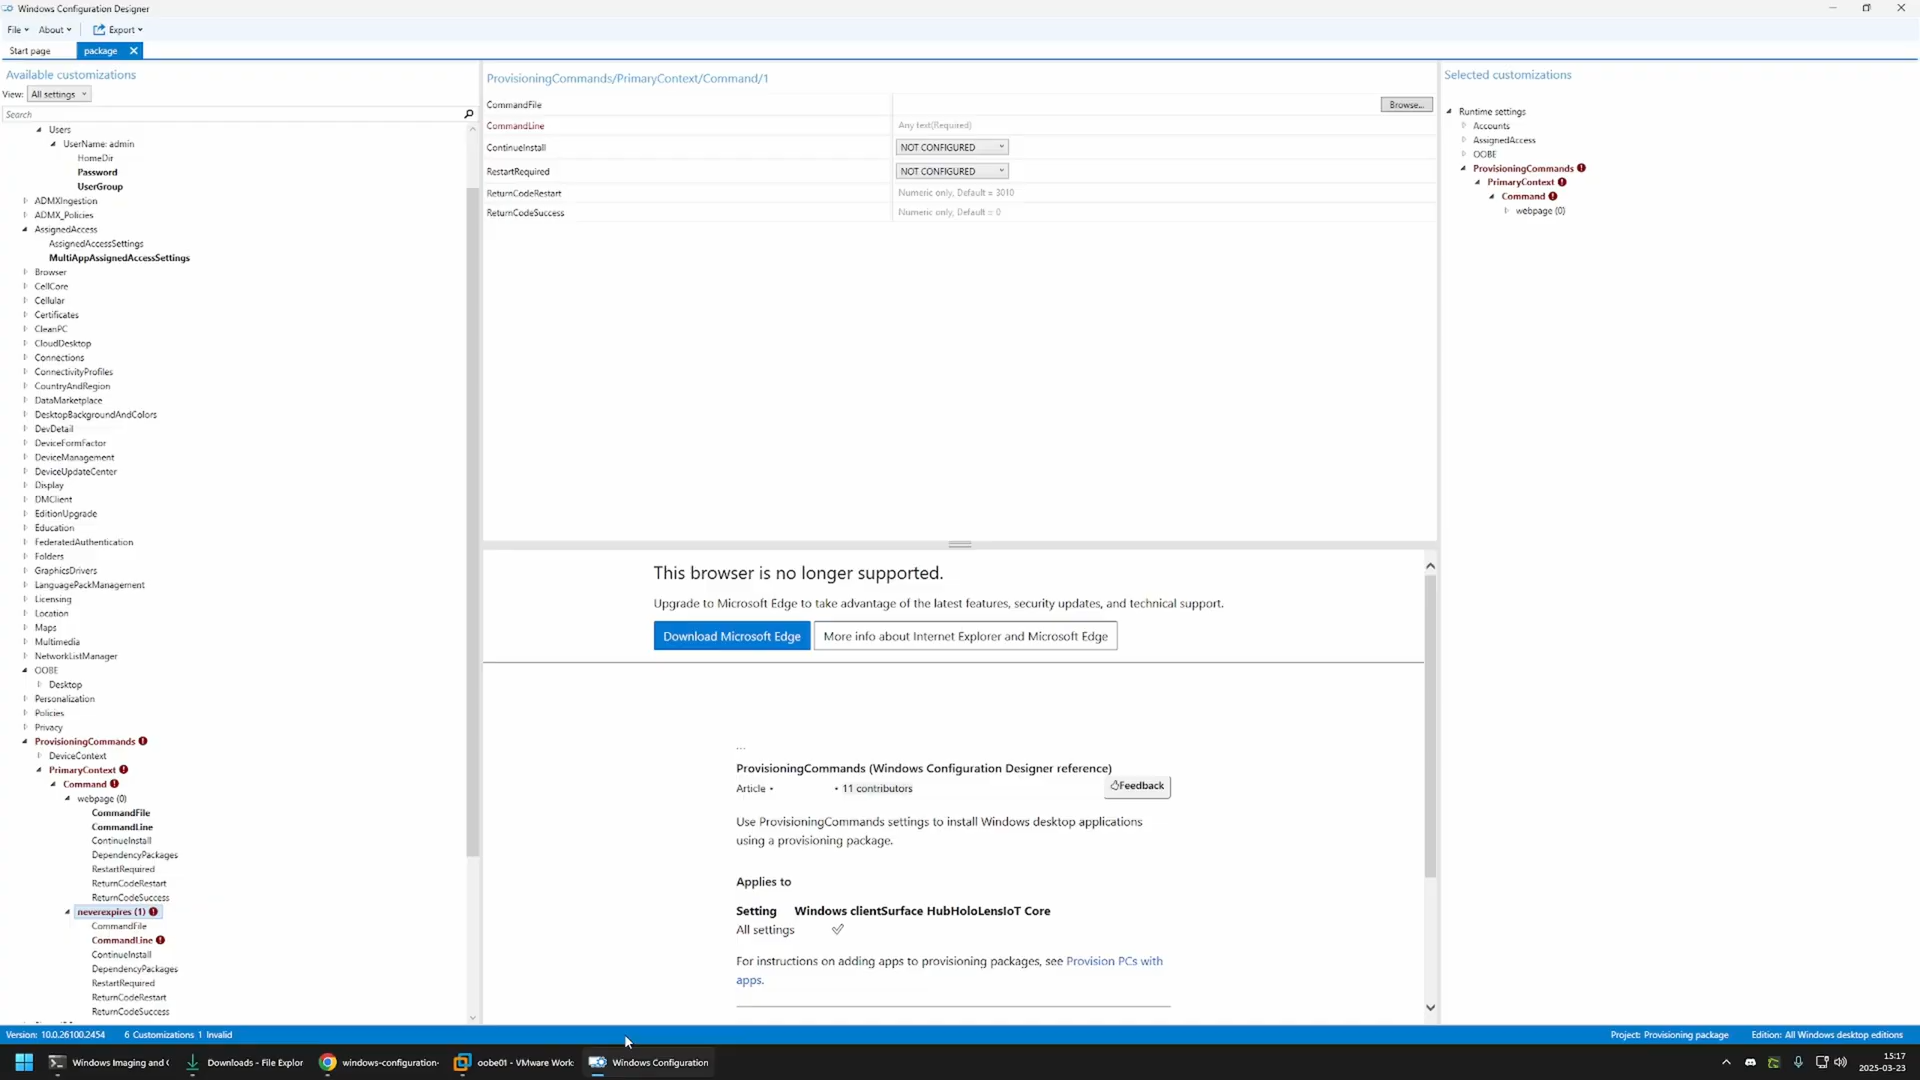 Windows Configuration Designer
File About Export
Start page package
Available customizations
View: All settings
Search
Users
UserName: admin
HomeDir
Password
UserGroup
ADMXIngestion
ADMX_Policies
AssignedAccess
AssignedAccessSettings
MultiAppAssignedAccessSettings
Browser
CellCore
Cellular
Certificates
CleanPC
CloudDesktop
Connections
ConnectivityProfiles
CountryAndRegion
DataMarketplace
DesktopBackgroundAndColors
DevDetail
DeviceFormFactor
DeviceManagement
DeviceUpdateCenter
Display
DMClient
EditionUpgrade
Education
FederatedAuthentication
Folders
GraphicsDrivers
LanguagePackManagement
Licensing
Location
Maps
Multimedia
NetworkListManager
OOBE
Desktop
Personalization
Policies
Privacy
ProvisioningCommands
DeviceContext
PrimaryContext
Command
webpage (0)
CommandFile
CommandLine
ContinueInstall
DependencyPackages
RestartRequired
ReturnCodeRestart
ReturnCodeSuccess
neverexpires (1)
CommandFile
CommandLine
ContinueInstall
DependencyPackages
RestartRequired
ReturnCodeRestart
ReturnCodeSuccess
ProvisioningCommands/PrimaryContext/Command/1
CommandFile Browse...
CommandLine Any text(Required)
ContinueInstall NOT CONFIGURED
RestartRequired NOT CONFIGURED
ReturnCodeRestart Numeric only, Default = 3010
ReturnCodeSuccess Numeric only, Default = 0
This browser is no longer supported.
Upgrade to Microsoft Edge to take advantage of the latest features, security updates, and technical support.
Download Microsoft Edge More info about Internet Explorer and Microsoft Edge
...
ProvisioningCommands (Windows Configuration Designer reference)
Article • • 11 contributors
Feedback
Use ProvisioningCommands settings to install Windows desktop applications
using a provisioning package.
Applies to
Setting Windows clientSurface HubHoloLensIoT Core
All settings ✓
For instructions on adding apps to provisioning packages, see Provision PCs with
apps.
Selected customizations
Runtime settings
Accounts
AssignedAccess
OOBE
ProvisioningCommands
PrimaryContext
Command
webpage (0)
Version: 10.0.26100.2454 6 Customizations 1 Invalid Project: Provisioning package Edition: All Windows desktop editions
Windows Imaging and C Downloads - File Explor windows-configuration- oobe01 - VMware Work Windows Configuration
15:17
2025-03-23